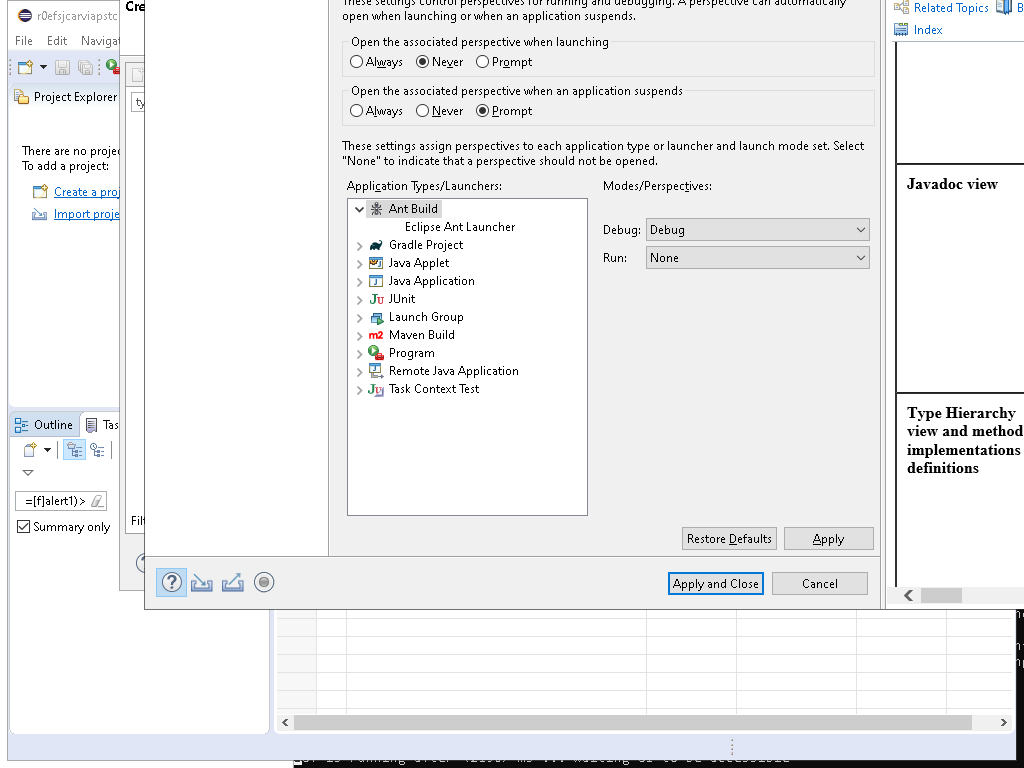 r0efsjcarviapstc
Cre
File Edit Naviga
Project Explorer
There are no proje
To add a project:
Create a proj
Import proje
Outline
Tas
=[f]alert1)>
Summary only
ty
Filt
open when launching or when an application suspends.
These settings control perspectives for running and debugging. A perspective can automatically
Open the associated perspective when launching
Always Never Prompt
Open the associated perspective when an application suspends
Always Never Prompt
These settings assign perspectives to each application type or launcher and launch mode set. Select
"None" to indicate that a perspective should not be opened.
Application Types/Launchers:
Ant Build
Eclipse Ant Launcher
Gradle Project
Java Applet
Java Application
JUnit
Launch Group
Maven Build
Program
Remote Java Application
Task Context Test
Modes/Perspectives:
Debug: Debug
Run: None
Restore Defaults Apply
Apply and Close Cancel
Related Topics
B
Index
Javadoc view
Type Hierarchy
view and method
implementations
definitions